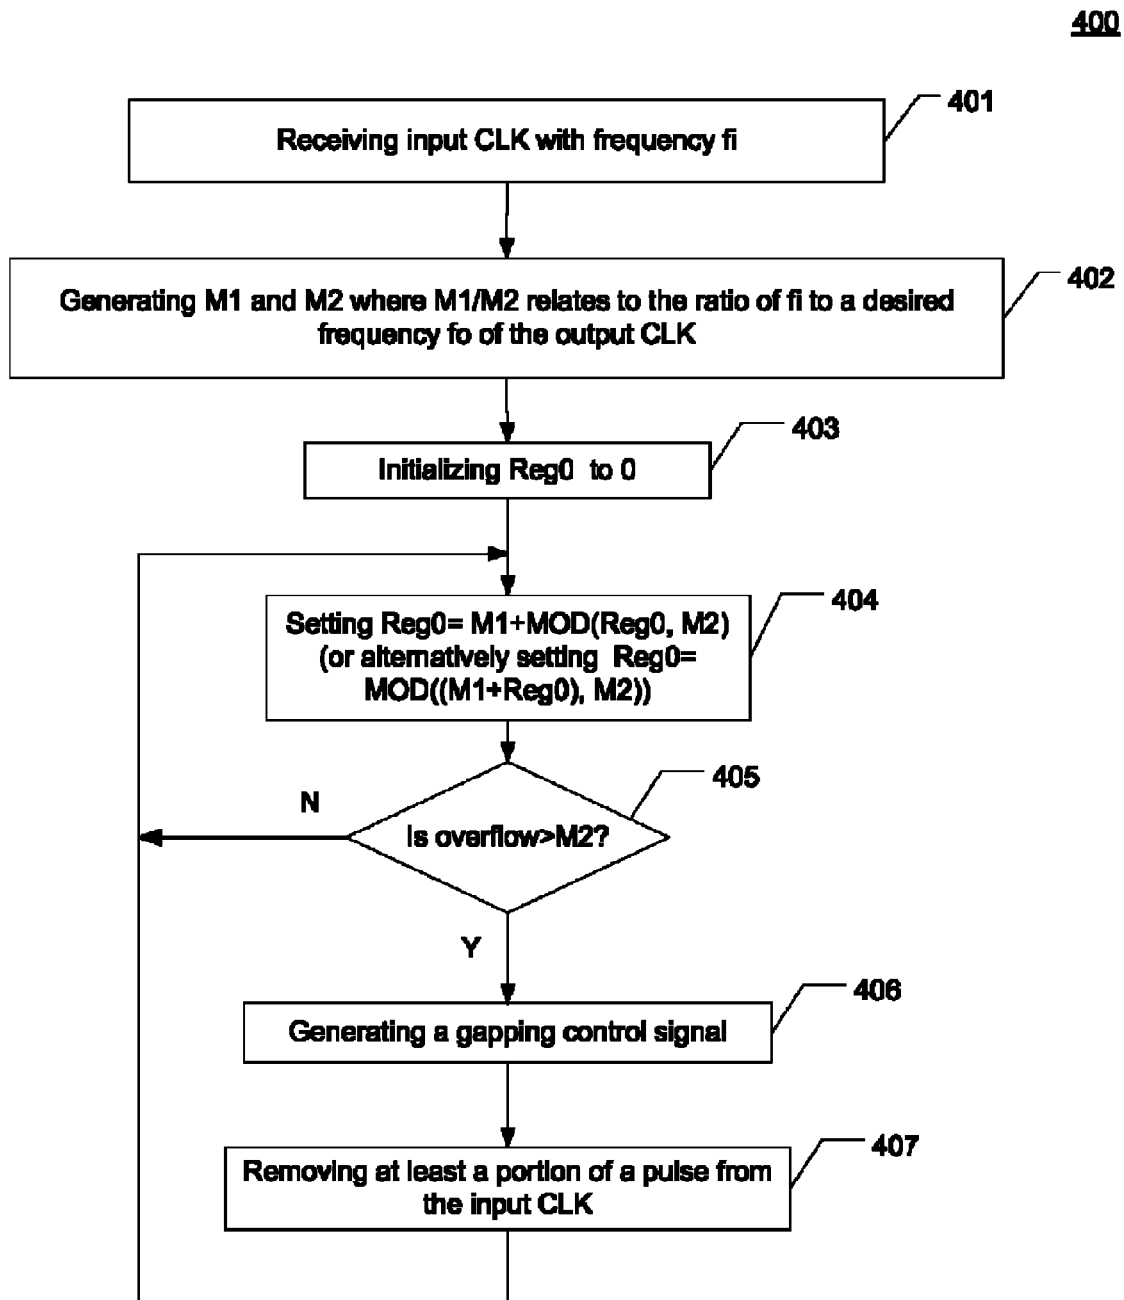 400
401
Receiving input CLK with frequency fi
402
Generating M1 and M2 where M1/M2 relates to the ratio of fi to a desired
frequency fo of the output CLK
403
Initializing Reg0 to 0
404
Setting Reg0= M1+MOD(Reg0, M2)
(or alternatively setting Reg0=
MOD((M1+Reg0), M2))
405
N
Is overflow>M2?
Y
406
Generating a gapping control signal
407
Removing at least a portion of a pulse from
the input CLK